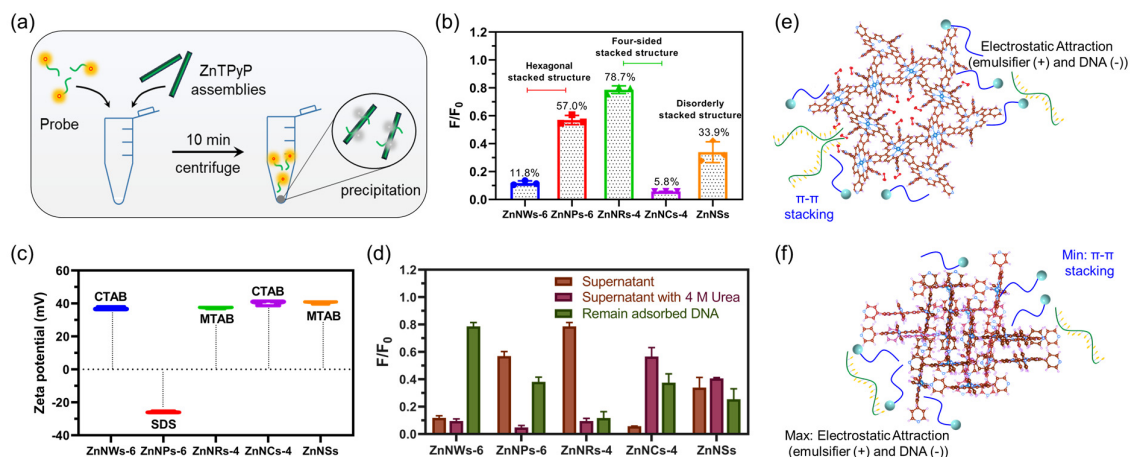 (a)
Probe
ZnTPyP
assemblies
10 min
centrifuge
precipitation
(b)
F/F0
1.2
1.0
0.8
0.6
0.4
0.2
0.0
Hexagonal
stacked structure
Four-sided
stacked structure
Disorderly
stacked structure
11.8%
57.0%
78.7%
5.8%
33.9%
ZnNWs-6
ZnNPs-6
ZnNRs-4
ZnNCs-4
ZnNSs
(c)
Zeta potential (mV)
60
40
20
0
-20
-40
CTAB
SDS
MTAB
CTAB
MTAB
ZnNWs-6
ZnNPs-6
ZnNRs-4
ZnNCs-4
ZnNSs
(d)
F/F0
1.2
1.0
0.8
0.6
0.4
0.2
0.0
Supernatant
Supernatant with 4 M Urea
Remain adsorbed DNA
ZnNWs-6
ZnNPs-6
ZnNRs-4
ZnNCs-4
ZnNSs
(e)
Electrostatic Attraction
(emulsifier (+) and DNA (-))
π-π
stacking
(f)
Min: π-π
stacking
Max: Electrostatic Attraction
(emulsifier (+) and DNA (-))